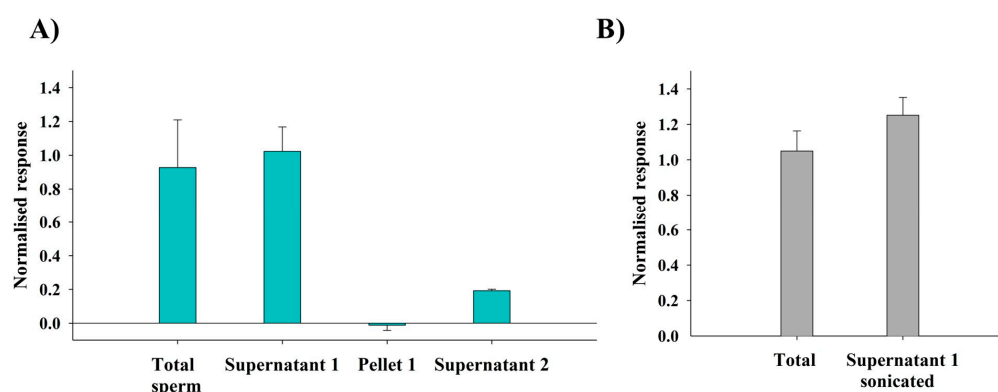 A)
B)
Normalised response
1.4
1.2
1.0
0.8
0.6
0.4
0.2
0.0
Total
sperm
Supernatant 1
Pellet 1
Supernatant 2
Normalised response
1.4
1.2
1.0
0.8
0.6
0.4
0.2
0.0
Total
Supernatant 1
sonicated